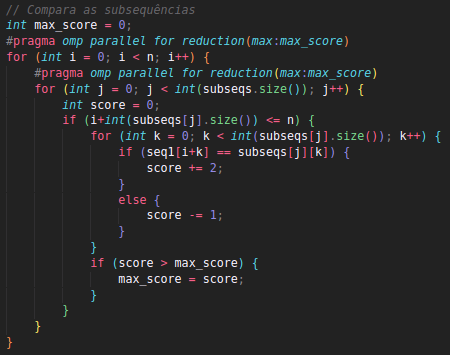 // Compara as subsequências
int max_score = 0;
#pragma omp parallel for reduction(max:max_score)
for (int i = 0; i < n; i++) {
    #pragma omp parallel for reduction(max:max_score)
    for (int j = 0; j < int(subseqs.size()); j++) {
        int score = 0;
        if (i+int(subseqs[j].size()) <= n) {
            for (int k = 0; k < int(subseqs[j].size()); k++) {
                if (seq1[i+k] == subseqs[j][k]) {
                    score += 2;
                }
                else {
                    score -= 1;
                }
            }
            if (score > max_score) {
                max_score = score;
            }
        }
    }
}